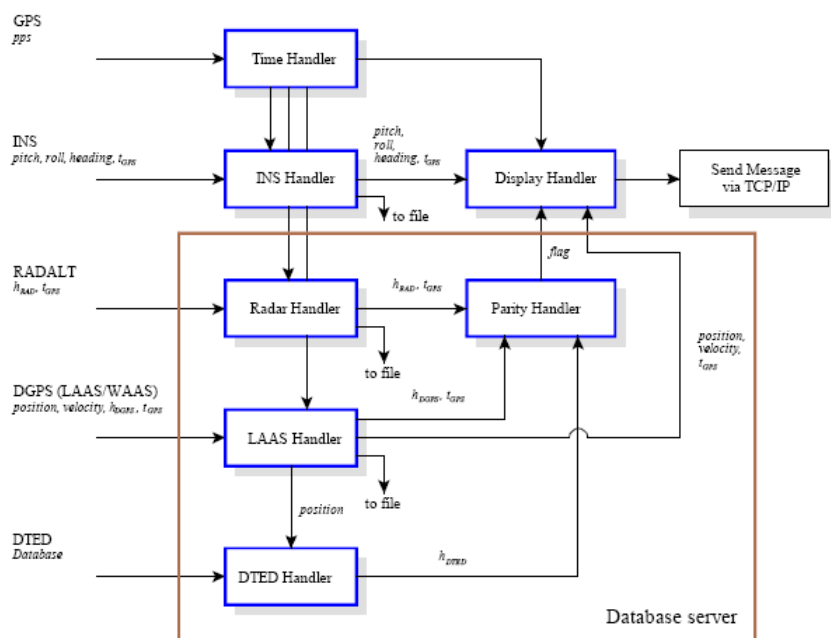 GPS
pps
Time Handler
INS
pitch, roll, heading, tGPS
INS Handler
pitch,
roll,
heading, tGPS
Display Handler
Send Message
via TCP/IP
to file
RADALT
hRAD, tGPS
Radar Handler
hRAD, tGPS
flag
Parity Handler
to file
position,
velocity,
tGPS
DGPS (LAAS/WAAS)
position, velocity, hDGPS, tGPS
LAAS Handler
hDGPS, tGPS
to file
position
DTED
Database
DTED Handler
hDTED
Database server